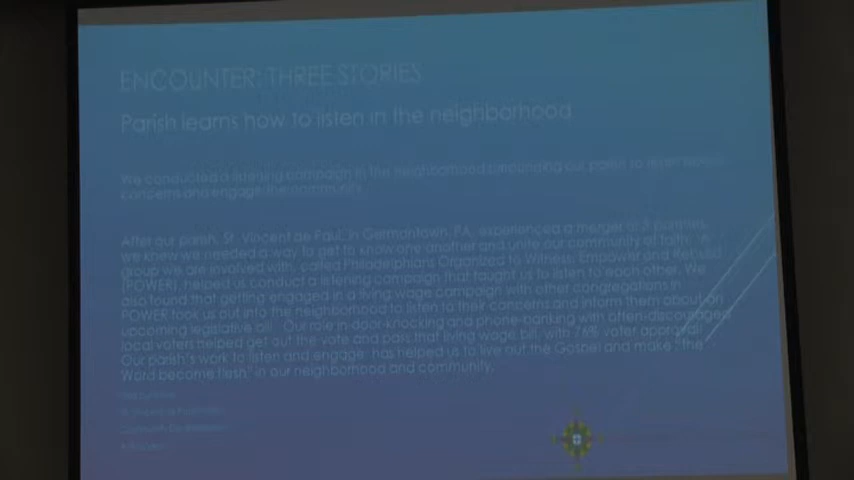 ENCOUNTER: THREE STORIES
Parish learns how to listen in the neighborhood
We conducted a listening campaign in the neighborhood surrounding our parish to learn
concerns and engage the community.
After our parish, St. Vincent de Paul, in Germantown, PA, experienced a merger of 3 parishes,
we knew we needed a way to get to know one another and unite our community of faith. A
group we are involved with, called Philadelphians Organized to Witness, Empower and Rebuild
(POWER), helped us conduct a listening campaign that taught us to listen to each other. We
also found that getting engaged in a living wage campaign with other congregations in
POWER took us out into the neighborhood to listen to their concerns and inform them about an
upcoming legislative bill. Our role in door-knocking and phone-banking with often-discouraged
local voters helped get out the vote and pass that living wage bill, with 76% voter approval!
Our parish's work to listen and engage has helped us to live out the Gospel and make "the
Word become flesh" in our neighborhood and community.